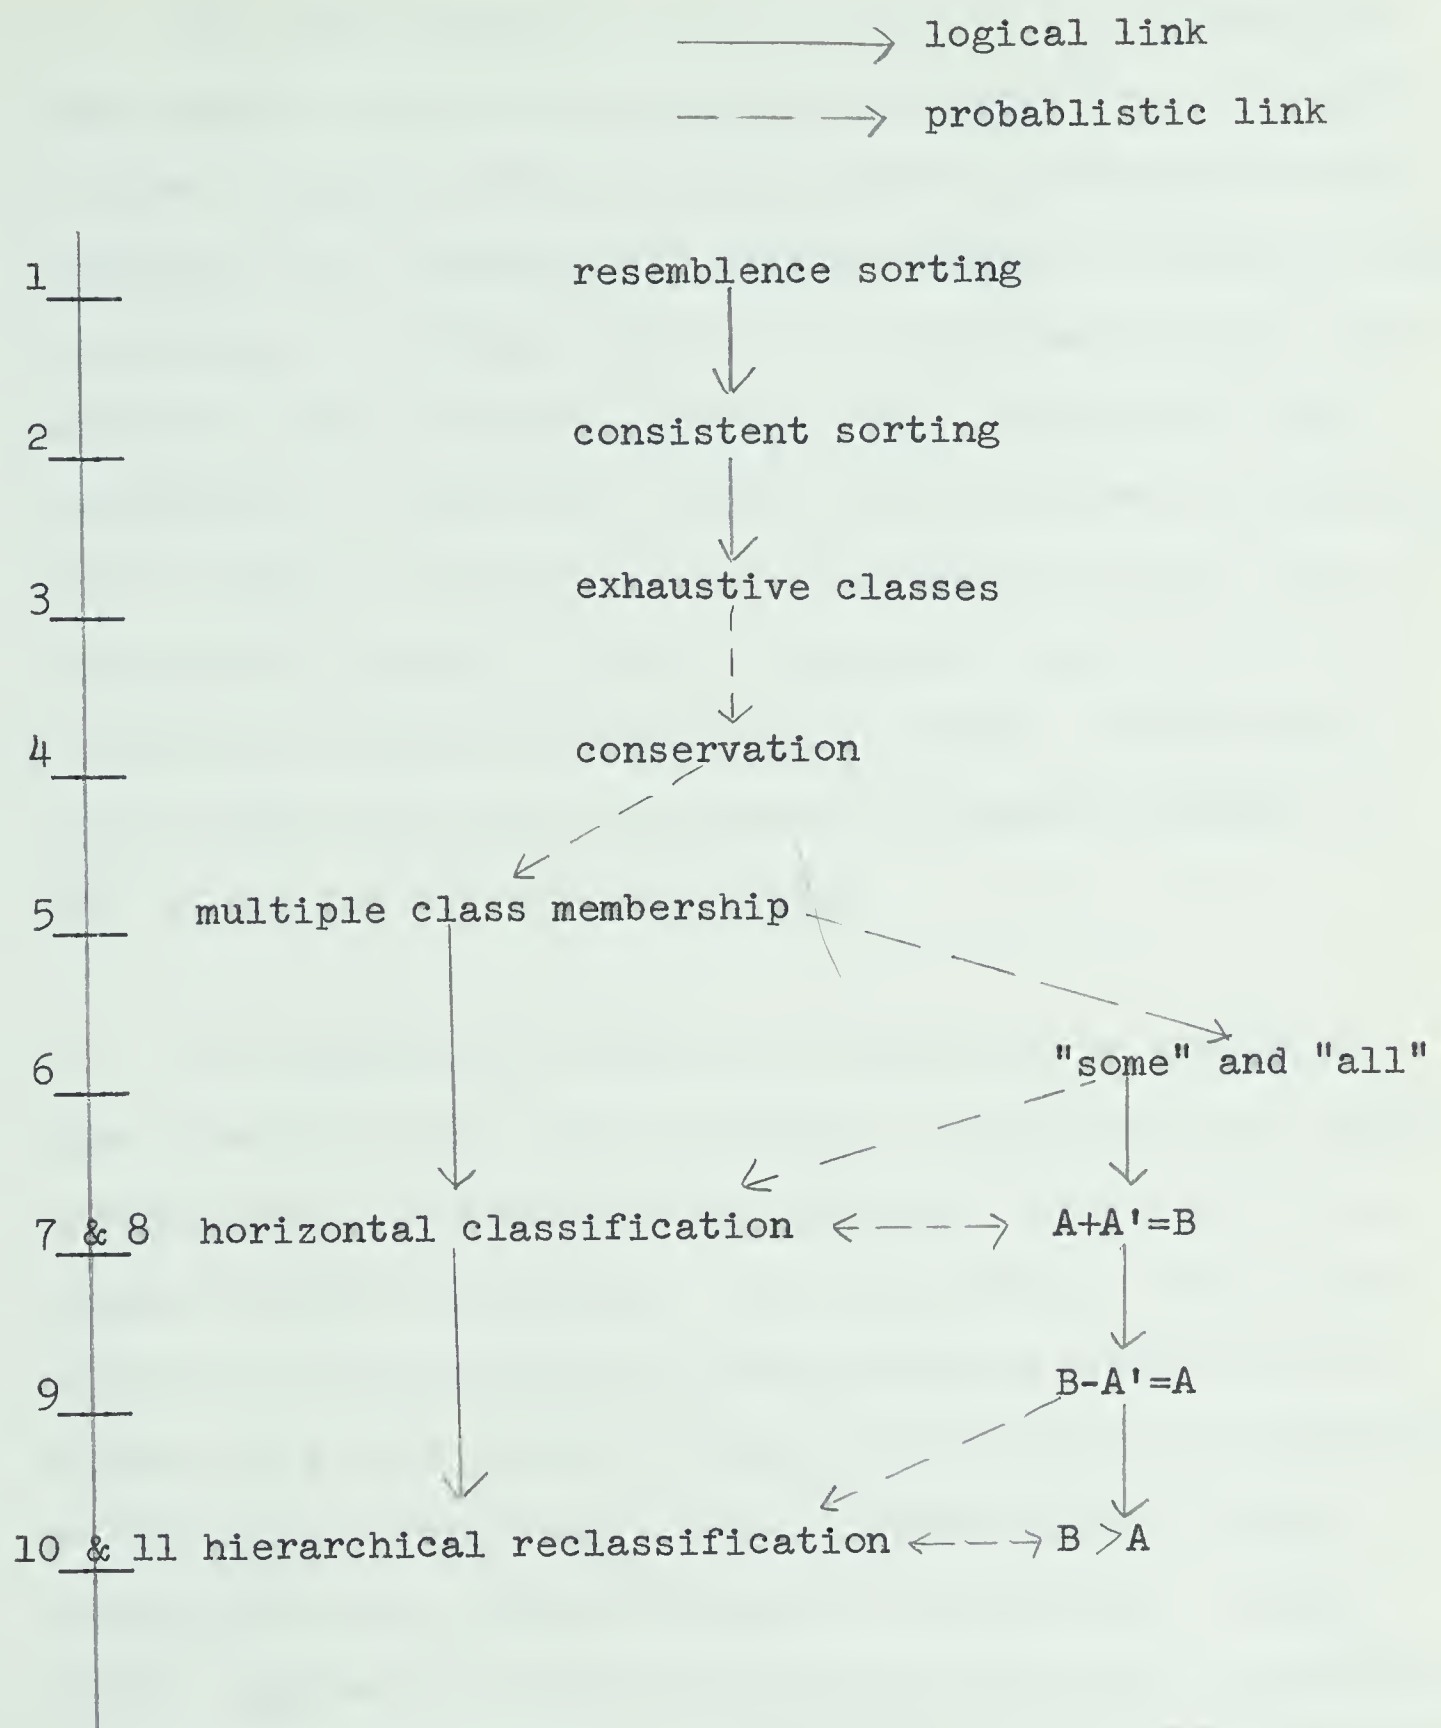 logical link
probablistic link
1 resemblence sorting
2 consistent sorting
3 exhaustive classes
4 conservation
5 multiple class membership
6 "some" and "all"
7 & 8 horizontal classification A+A'=B
9 B-A'=A
10 & 11 hierarchical reclassification B >A